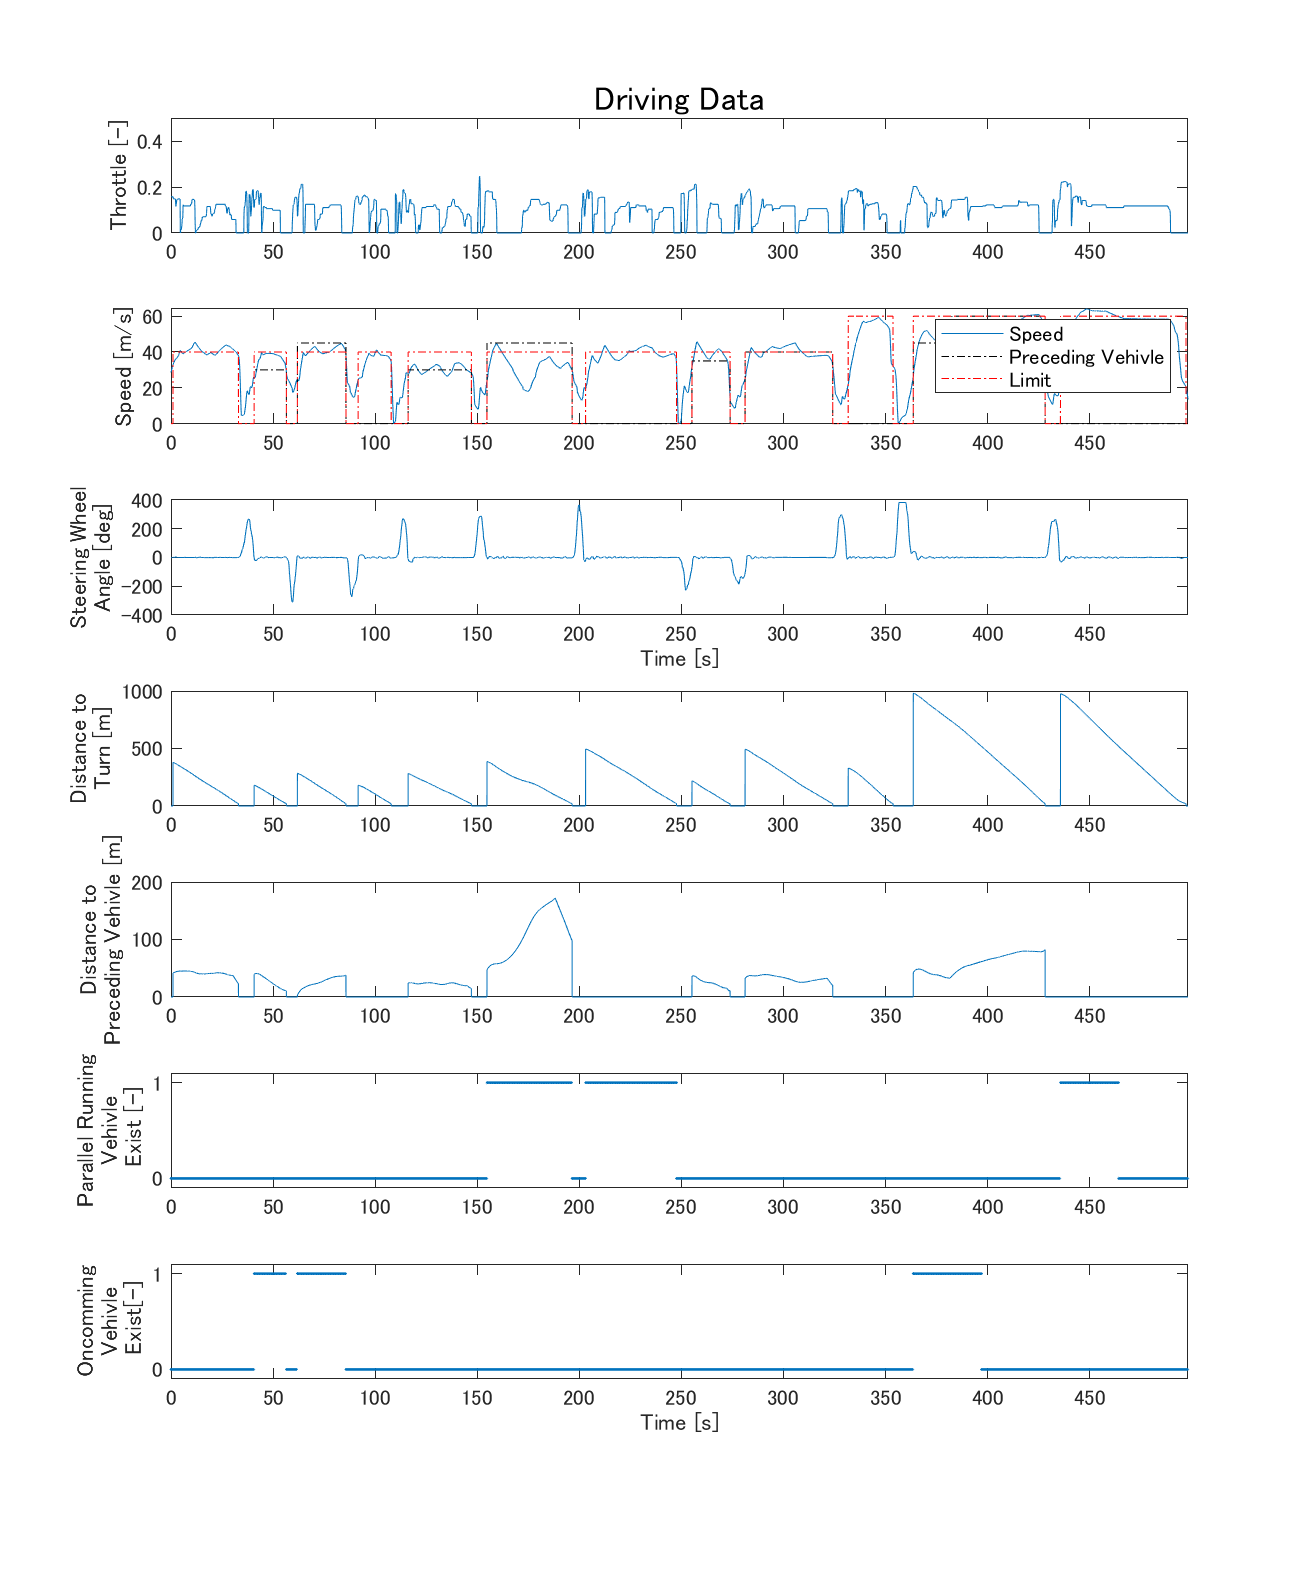 Driving Data
Throttle [-]
0.4
0.2
0
0 50 100 150 200 250 300 350 400 450
Speed [m/s]
60
40
20
0
Speed
Preceding Vehivle
Limit
0 50 100 150 200 250 300 350 400 450
Steering Wheel
Angle [deg]
400
200
0
-200
-400
0 50 100 150 200 250 300 350 400 450
Time [s]
Distance to
Turn [m]
1000
500
0
0 50 100 150 200 250 300 350 400 450
Distance to
Preceding Vehivle [m]
200
100
0
0 50 100 150 200 250 300 350 400 450
Parallel Running
Vehivle
Exist [-]
1
0
0 50 100 150 200 250 300 350 400 450
Oncomming
Vehivle
Exist[-]
1
0
0 50 100 150 200 250 300 350 400 450
Time [s]